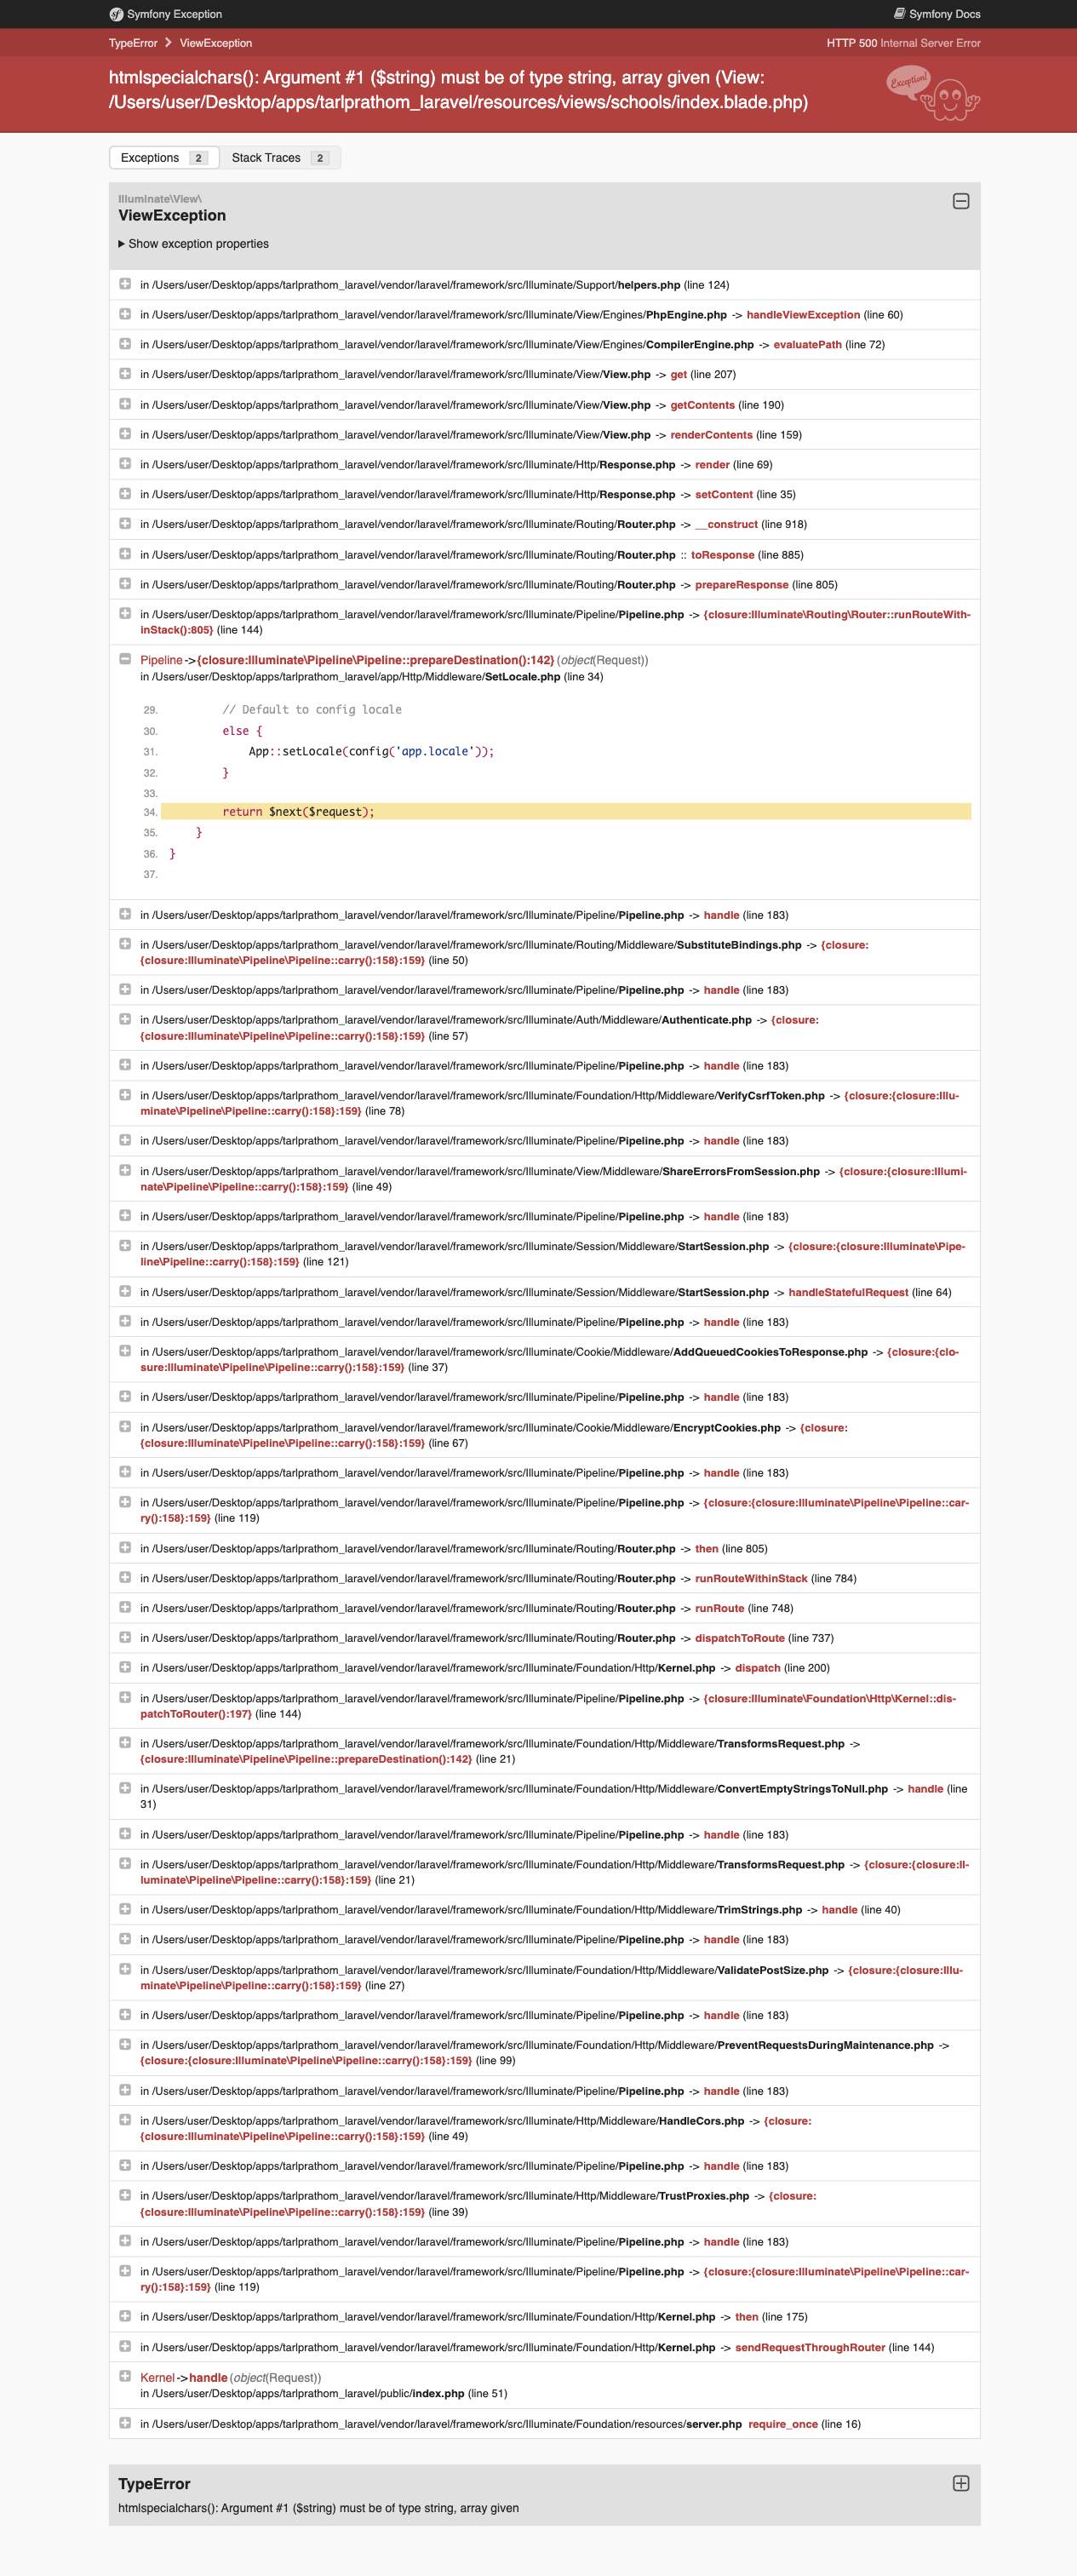 Symfony Exception
Symfony Docs
TypeError
ViewException
HTTP 500 Internal Server Error
htmlspecialchars(): Argument #1 ($string) must be of type string, array given (View:
/Users/user/Desktop/apps/tarlprathom_laravel/resources/views/schools/index.blade.php)
Exception!
Exceptions 2
Stack Traces 2
Illuminate\View\
ViewException
Show exception properties
in /Users/user/Desktop/apps/tarlprathom_laravel/vendor/laravel/framework/src/Illuminate/Support/helpers.php (line 124)
in /Users/user/Desktop/apps/tarlprathom_laravel/vendor/laravel/framework/src/Illuminate/View/Engines/PhpEngine.php -> handleViewException (line 60)
in /Users/user/Desktop/apps/tarlprathom_laravel/vendor/laravel/framework/src/Illuminate/View/Engines/CompilerEngine.php -> evaluatePath (line 72)
in /Users/user/Desktop/apps/tarlprathom_laravel/vendor/laravel/framework/src/Illuminate/View/View.php -> get (line 207)
in /Users/user/Desktop/apps/tarlprathom_laravel/vendor/laravel/framework/src/Illuminate/View/View.php -> getContents (line 190)
in /Users/user/Desktop/apps/tarlprathom_laravel/vendor/laravel/framework/src/Illuminate/View/View.php -> renderContents (line 159)
in /Users/user/Desktop/apps/tarlprathom_laravel/vendor/laravel/framework/src/Illuminate/Http/Response.php -> render (line 69)
in /Users/user/Desktop/apps/tarlprathom_laravel/vendor/laravel/framework/src/Illuminate/Http/Response.php -> setContent (line 35)
in /Users/user/Desktop/apps/tarlprathom_laravel/vendor/laravel/framework/src/Illuminate/Routing/Router.php -> __construct (line 918)
in /Users/user/Desktop/apps/tarlprathom_laravel/vendor/laravel/framework/src/Illuminate/Routing/Router.php :: toResponse (line 885)
in /Users/user/Desktop/apps/tarlprathom_laravel/vendor/laravel/framework/src/Illuminate/Routing/Router.php -> prepareResponse (line 805)
in /Users/user/Desktop/apps/tarlprathom_laravel/vendor/laravel/framework/src/Illuminate/Pipeline/Pipeline.php -> {closure:Illuminate\Routing\Router::runRouteWith-
inStack():805} (line 144)
Pipeline->{closure:Illuminate\Pipeline\Pipeline::prepareDestination():142} (object(Request))
in /Users/user/Desktop/apps/tarlprathom_laravel/app/Http/Middleware/SetLocale.php (line 34)
29. // Default to config locale
30. else {
31. App::setLocale(config('app.locale'));
32. }
33.
34. return $next($request);
35. }
36. }
37.
in /Users/user/Desktop/apps/tarlprathom_laravel/vendor/laravel/framework/src/Illuminate/Pipeline/Pipeline.php -> handle (line 183)
in /Users/user/Desktop/apps/tarlprathom_laravel/vendor/laravel/framework/src/Illuminate/Routing/Middleware/SubstituteBindings.php -> {closure:
{closure:Illuminate\Pipeline\Pipeline::carry():158}:159} (line 50)
in /Users/user/Desktop/apps/tarlprathom_laravel/vendor/laravel/framework/src/Illuminate/Pipeline/Pipeline.php -> handle (line 183)
in /Users/user/Desktop/apps/tarlprathom_laravel/vendor/laravel/framework/src/Illuminate/Auth/Middleware/Authenticate.php -> {closure:
{closure:Illuminate\Pipeline\Pipeline::carry():158}:159} (line 57)
in /Users/user/Desktop/apps/tarlprathom_laravel/vendor/laravel/framework/src/Illuminate/Pipeline/Pipeline.php -> handle (line 183)
in /Users/user/Desktop/apps/tarlprathom_laravel/vendor/laravel/framework/src/Illuminate/Foundation/Http/Middleware/VerifyCsrfToken.php -> {closure:{closure:Illu-
minate\Pipeline\Pipeline::carry():158}:159} (line 78)
in /Users/user/Desktop/apps/tarlprathom_laravel/vendor/laravel/framework/src/Illuminate/Pipeline/Pipeline.php -> handle (line 183)
in /Users/user/Desktop/apps/tarlprathom_laravel/vendor/laravel/framework/src/Illuminate/View/Middleware/ShareErrorsFromSession.php -> {closure:{closure:Illumi-
nate\Pipeline\Pipeline::carry():158}:159} (line 49)
in /Users/user/Desktop/apps/tarlprathom_laravel/vendor/laravel/framework/src/Illuminate/Pipeline/Pipeline.php -> handle (line 183)
in /Users/user/Desktop/apps/tarlprathom_laravel/vendor/laravel/framework/src/Illuminate/Session/Middleware/StartSession.php -> {closure:{closure:Illuminate\Pipe-
line\Pipeline::carry():158}:159} (line 121)
in /Users/user/Desktop/apps/tarlprathom_laravel/vendor/laravel/framework/src/Illuminate/Session/Middleware/StartSession.php -> handleStatefulRequest (line 64)
in /Users/user/Desktop/apps/tarlprathom_laravel/vendor/laravel/framework/src/Illuminate/Pipeline/Pipeline.php -> handle (line 183)
in /Users/user/Desktop/apps/tarlprathom_laravel/vendor/laravel/framework/src/Illuminate/Cookie/Middleware/AddQueuedCookiesToResponse.php -> {closure:{clo-
sure:Illuminate\Pipeline\Pipeline::carry():158}:159} (line 37)
in /Users/user/Desktop/apps/tarlprathom_laravel/vendor/laravel/framework/src/Illuminate/Pipeline/Pipeline.php -> handle (line 183)
in /Users/user/Desktop/apps/tarlprathom_laravel/vendor/laravel/framework/src/Illuminate/Cookie/Middleware/EncryptCookies.php -> {closure:
{closure:Illuminate\Pipeline\Pipeline::carry():158}:159} (line 67)
in /Users/user/Desktop/apps/tarlprathom_laravel/vendor/laravel/framework/src/Illuminate/Pipeline/Pipeline.php -> handle (line 183)
in /Users/user/Desktop/apps/tarlprathom_laravel/vendor/laravel/framework/src/Illuminate/Pipeline/Pipeline.php -> {closure:{closure:Illuminate\Pipeline\Pipeline::car-
ry():158}:159} (line 119)
in /Users/user/Desktop/apps/tarlprathom_laravel/vendor/laravel/framework/src/Illuminate/Routing/Router.php -> then (line 805)
in /Users/user/Desktop/apps/tarlprathom_laravel/vendor/laravel/framework/src/Illuminate/Routing/Router.php -> runRouteWithinStack (line 784)
in /Users/user/Desktop/apps/tarlprathom_laravel/vendor/laravel/framework/src/Illuminate/Routing/Router.php -> runRoute (line 748)
in /Users/user/Desktop/apps/tarlprathom_laravel/vendor/laravel/framework/src/Illuminate/Routing/Router.php -> dispatchToRoute (line 737)
in /Users/user/Desktop/apps/tarlprathom_laravel/vendor/laravel/framework/src/Illuminate/Foundation/Http/Kernel.php -> dispatch (line 200)
in /Users/user/Desktop/apps/tarlprathom_laravel/vendor/laravel/framework/src/Illuminate/Pipeline/Pipeline.php -> {closure:Illuminate\Foundation\Http\Kernel::dis-
patchToRouter():197} (line 144)
in /Users/user/Desktop/apps/tarlprathom_laravel/vendor/laravel/framework/src/Illuminate/Foundation/Http/Middleware/TransformsRequest.php ->
{closure:Illuminate\Pipeline\Pipeline::prepareDestination():142} (line 21)
in /Users/user/Desktop/apps/tarlprathom_laravel/vendor/laravel/framework/src/Illuminate/Foundation/Http/Middleware/ConvertEmptyStringsToNull.php -> handle (line
31)
in /Users/user/Desktop/apps/tarlprathom_laravel/vendor/laravel/framework/src/Illuminate/Pipeline/Pipeline.php -> handle (line 183)
in /Users/user/Desktop/apps/tarlprathom_laravel/vendor/laravel/framework/src/Illuminate/Foundation/Http/Middleware/TransformsRequest.php -> {closure:{closure:Il-
luminate\Pipeline\Pipeline::carry():158}:159} (line 21)
in /Users/user/Desktop/apps/tarlprathom_laravel/vendor/laravel/framework/src/Illuminate/Foundation/Http/Middleware/TrimStrings.php -> handle (line 40)
in /Users/user/Desktop/apps/tarlprathom_laravel/vendor/laravel/framework/src/Illuminate/Pipeline/Pipeline.php -> handle (line 183)
in /Users/user/Desktop/apps/tarlprathom_laravel/vendor/laravel/framework/src/Illuminate/Foundation/Http/Middleware/ValidatePostSize.php -> {closure:{closure:Illu-
minate\Pipeline\Pipeline::carry():158}:159} (line 27)
in /Users/user/Desktop/apps/tarlprathom_laravel/vendor/laravel/framework/src/Illuminate/Pipeline/Pipeline.php -> handle (line 183)
in /Users/user/Desktop/apps/tarlprathom_laravel/vendor/laravel/framework/src/Illuminate/Foundation/Http/Middleware/PreventRequestsDuringMaintenance.php ->
{closure:{closure:Illuminate\Pipeline\Pipeline::carry():158}:159} (line 99)
in /Users/user/Desktop/apps/tarlprathom_laravel/vendor/laravel/framework/src/Illuminate/Pipeline/Pipeline.php -> handle (line 183)
in /Users/user/Desktop/apps/tarlprathom_laravel/vendor/laravel/framework/src/Illuminate/Http/Middleware/HandleCors.php -> {closure:
{closure:Illuminate\Pipeline\Pipeline::carry():158}:159} (line 49)
in /Users/user/Desktop/apps/tarlprathom_laravel/vendor/laravel/framework/src/Illuminate/Pipeline/Pipeline.php -> handle (line 183)
in /Users/user/Desktop/apps/tarlprathom_laravel/vendor/laravel/framework/src/Illuminate/Http/Middleware/TrustProxies.php -> {closure:
{closure:Illuminate\Pipeline\Pipeline::carry():158}:159} (line 39)
in /Users/user/Desktop/apps/tarlprathom_laravel/vendor/laravel/framework/src/Illuminate/Pipeline/Pipeline.php -> handle (line 183)
in /Users/user/Desktop/apps/tarlprathom_laravel/vendor/laravel/framework/src/Illuminate/Pipeline/Pipeline.php -> {closure:{closure:Illuminate\Pipeline\Pipeline::car-
ry():158}:159} (line 119)
in /Users/user/Desktop/apps/tarlprathom_laravel/vendor/laravel/framework/src/Illuminate/Foundation/Http/Kernel.php -> then (line 175)
in /Users/user/Desktop/apps/tarlprathom_laravel/vendor/laravel/framework/src/Illuminate/Foundation/Http/Kernel.php -> sendRequestThroughRouter (line 144)
Kernel->handle (object(Request))
in /Users/user/Desktop/apps/tarlprathom_laravel/public/index.php (line 51)
in /Users/user/Desktop/apps/tarlprathom_laravel/vendor/laravel/framework/src/Illuminate/Foundation/resources/server.php require_once (line 16)
TypeError
htmlspecialchars(): Argument #1 ($string) must be of type string, array given